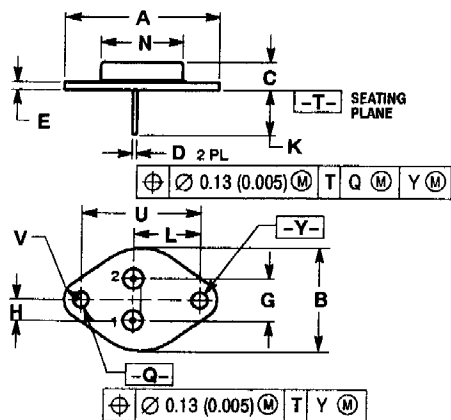 A
N
C
-T- SEATING PLANE
E
K
D 2 PL
⌖ ∅ 0.13 (0.005) Ⓜ T Q Ⓜ Y Ⓜ
U
V
L
-Y-
2
H
G
B
1
-Q-
⌖ ∅ 0.13 (0.005) Ⓜ T Y Ⓜ